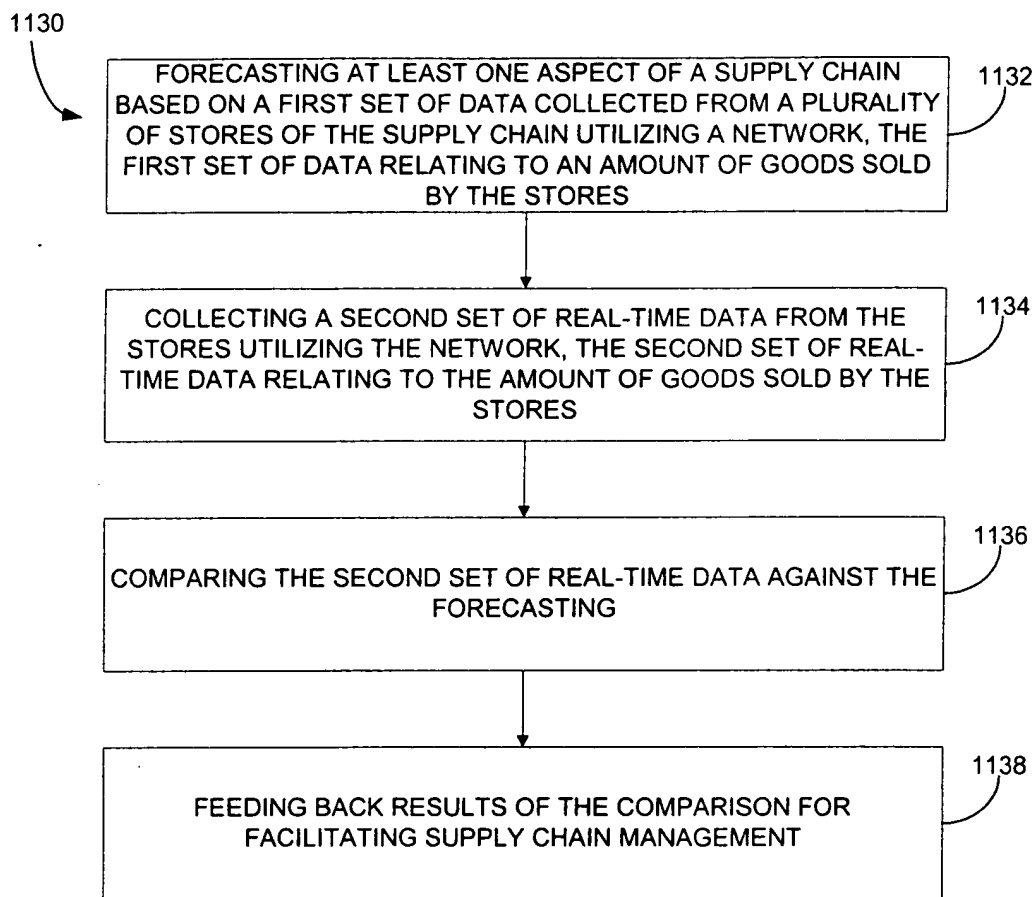 1130
FORECASTING AT LEAST ONE ASPECT OF A SUPPLY CHAIN
BASED ON A FIRST SET OF DATA COLLECTED FROM A PLURALITY
OF STORES OF THE SUPPLY CHAIN UTILIZING A NETWORK, THE
FIRST SET OF DATA RELATING TO AN AMOUNT OF GOODS SOLD
BY THE STORES
1132
COLLECTING A SECOND SET OF REAL-TIME DATA FROM THE
STORES UTILIZING THE NETWORK, THE SECOND SET OF REAL-
TIME DATA RELATING TO THE AMOUNT OF GOODS SOLD BY THE
STORES
1134
COMPARING THE SECOND SET OF REAL-TIME DATA AGAINST THE
FORECASTING
1136
FEEDING BACK RESULTS OF THE COMPARISON FOR
FACILITATING SUPPLY CHAIN MANAGEMENT
1138